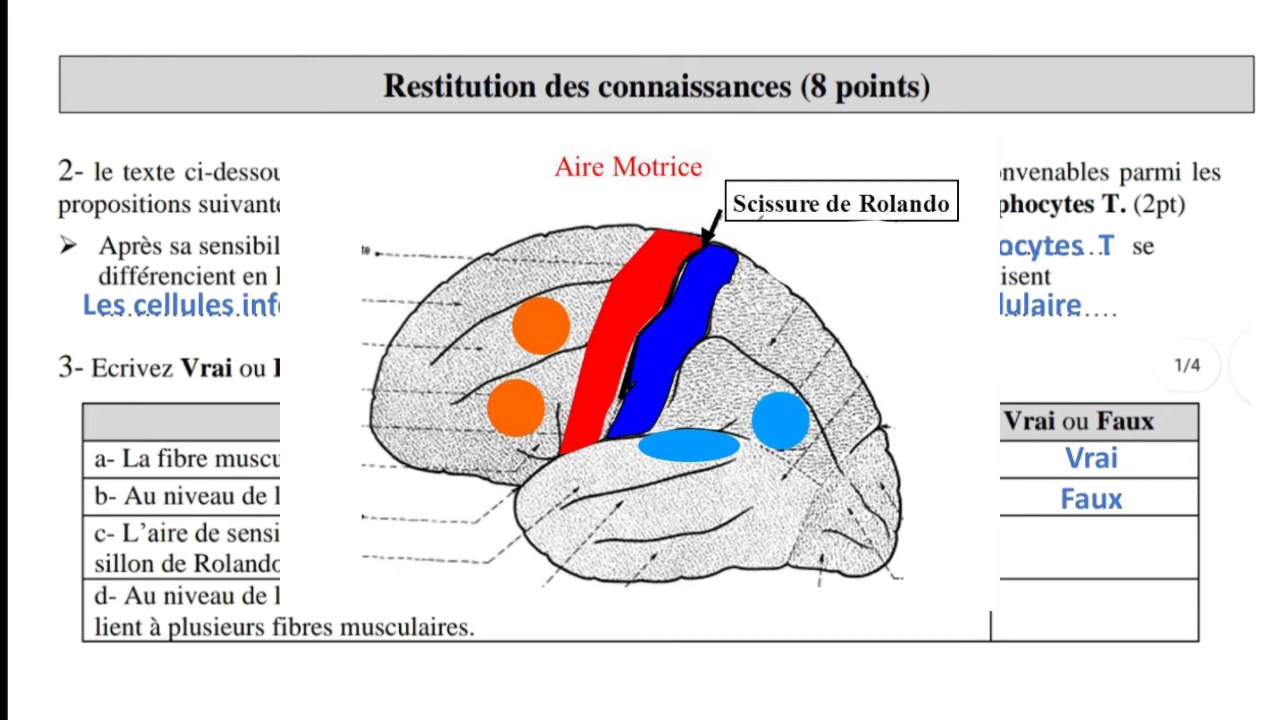 Restitution des connaissances (8 points)
2- le texte ci-dessou
nvenables parmi les
propositions suivante
phocytes T. (2pt)
Après sa sensibil
ocytes...T se
différencient en l
isent
Les cellules info
lulaire....
3- Ecrivez Vrai ou
Aire Motrice
Scissure de Rolando
te
1/4
Vrai ou Faux
a- La fibre muscu
Vrai
b- Au niveau de l
Faux
c- L'aire de sensi
sillon de Rolando
d- Au niveau de l
lient à plusieurs fibres musculaires.